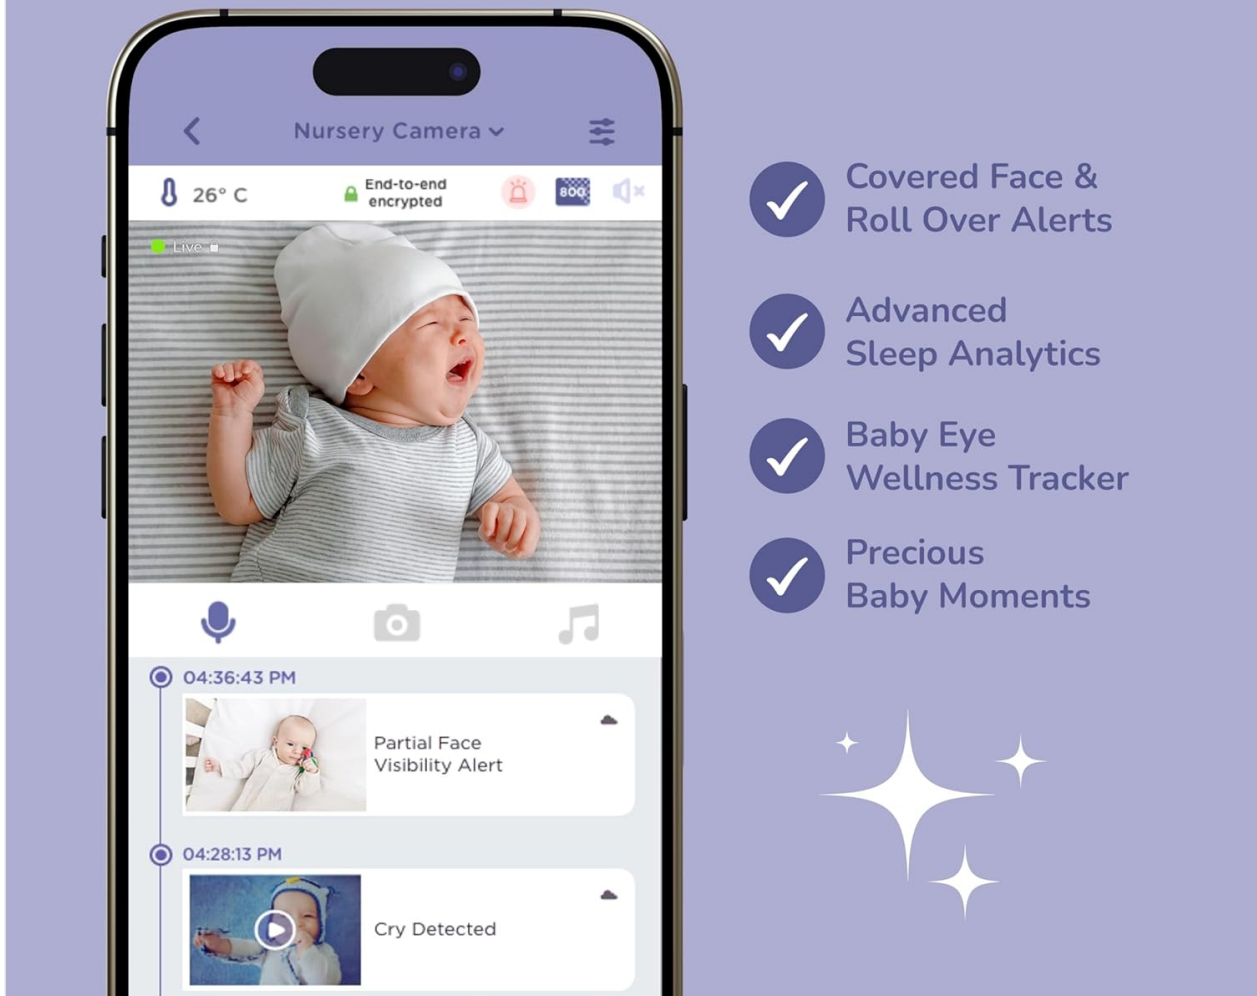 Nursery Camera
26° C
End-to-end
encrypted
800
Live
04:36:43 PM
Partial Face
Visibility Alert
04:28:13 PM
Cry Detected
Covered Face &
Roll Over Alerts
Advanced
Sleep Analytics
Baby Eye
Wellness Tracker
Precious
Baby Moments